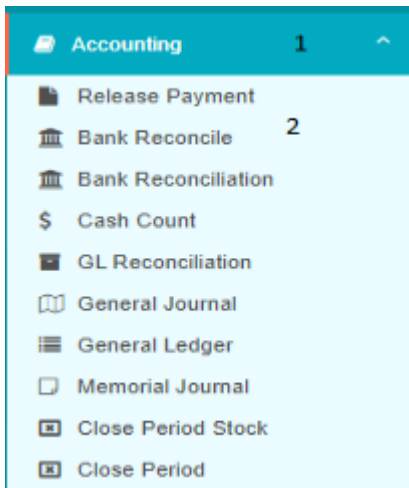 Accounting 1
Release Payment
Bank Reconcile 2
Bank Reconciliation
$ Cash Count
GL Reconciliation
General Journal
General Ledger
Memorial Journal
Close Period Stock
Close Period